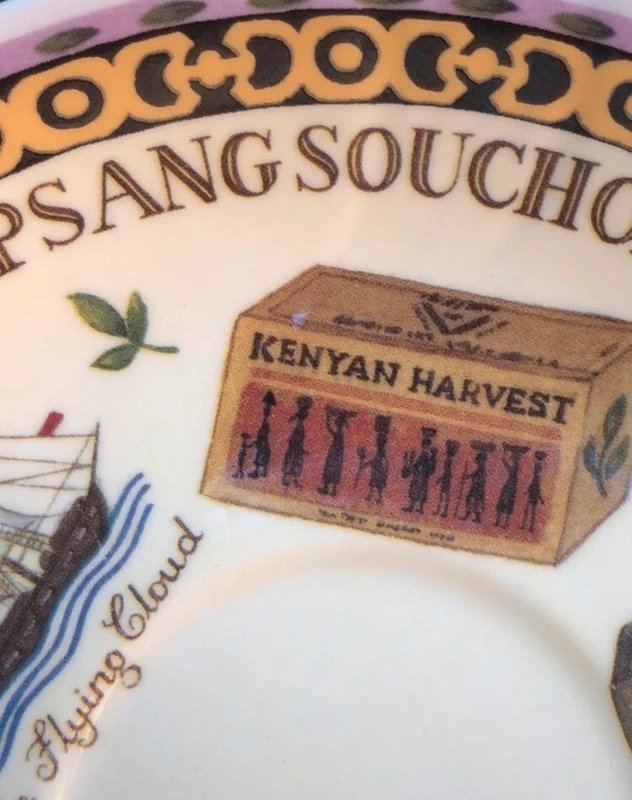 PSANG SOUCHO
KENYAN HARVEST
Flying Cloud